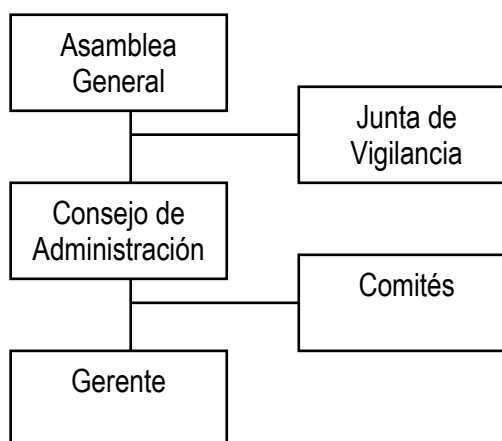 Asamblea
General
Junta de
Vigilancia
Consejo de
Administración
Comités
Gerente